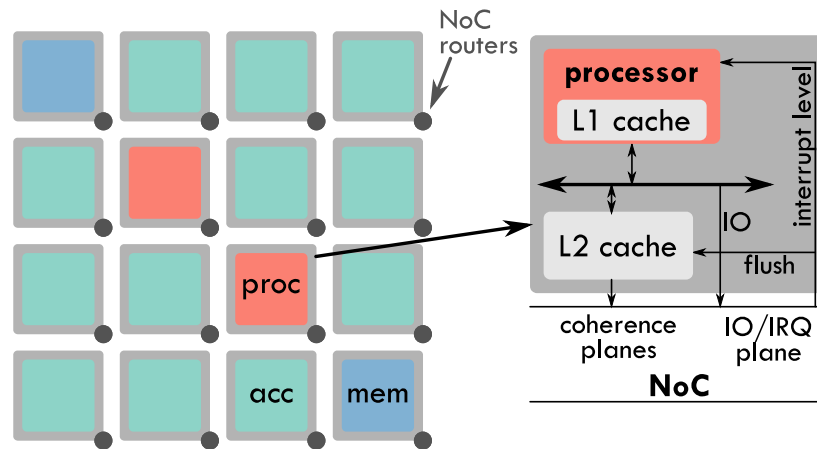 NoC
routers
proc
acc
mem
processor
L1 cache
interrupt level
IO
L2 cache
flush
coherence
planes
IO/IRQ
plane
NoC